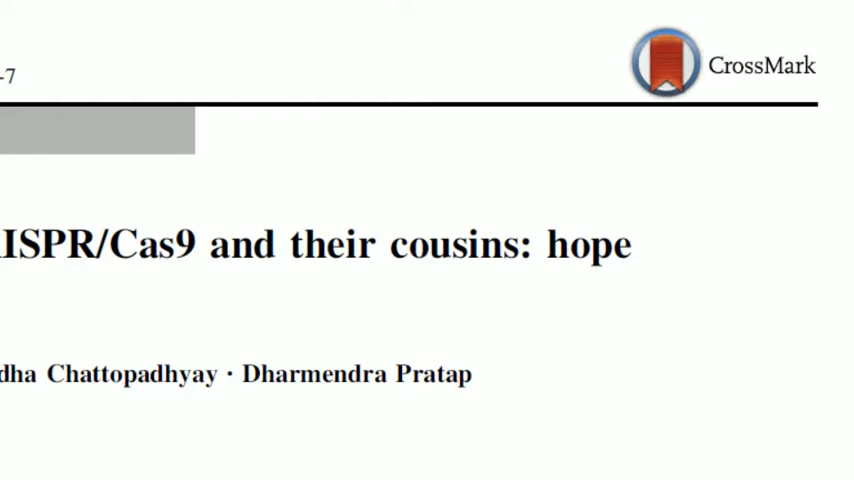 -7
CrossMark
ISPR/Cas9 and their cousins: hope
dha Chattopadhyay · Dharmendra Pratap